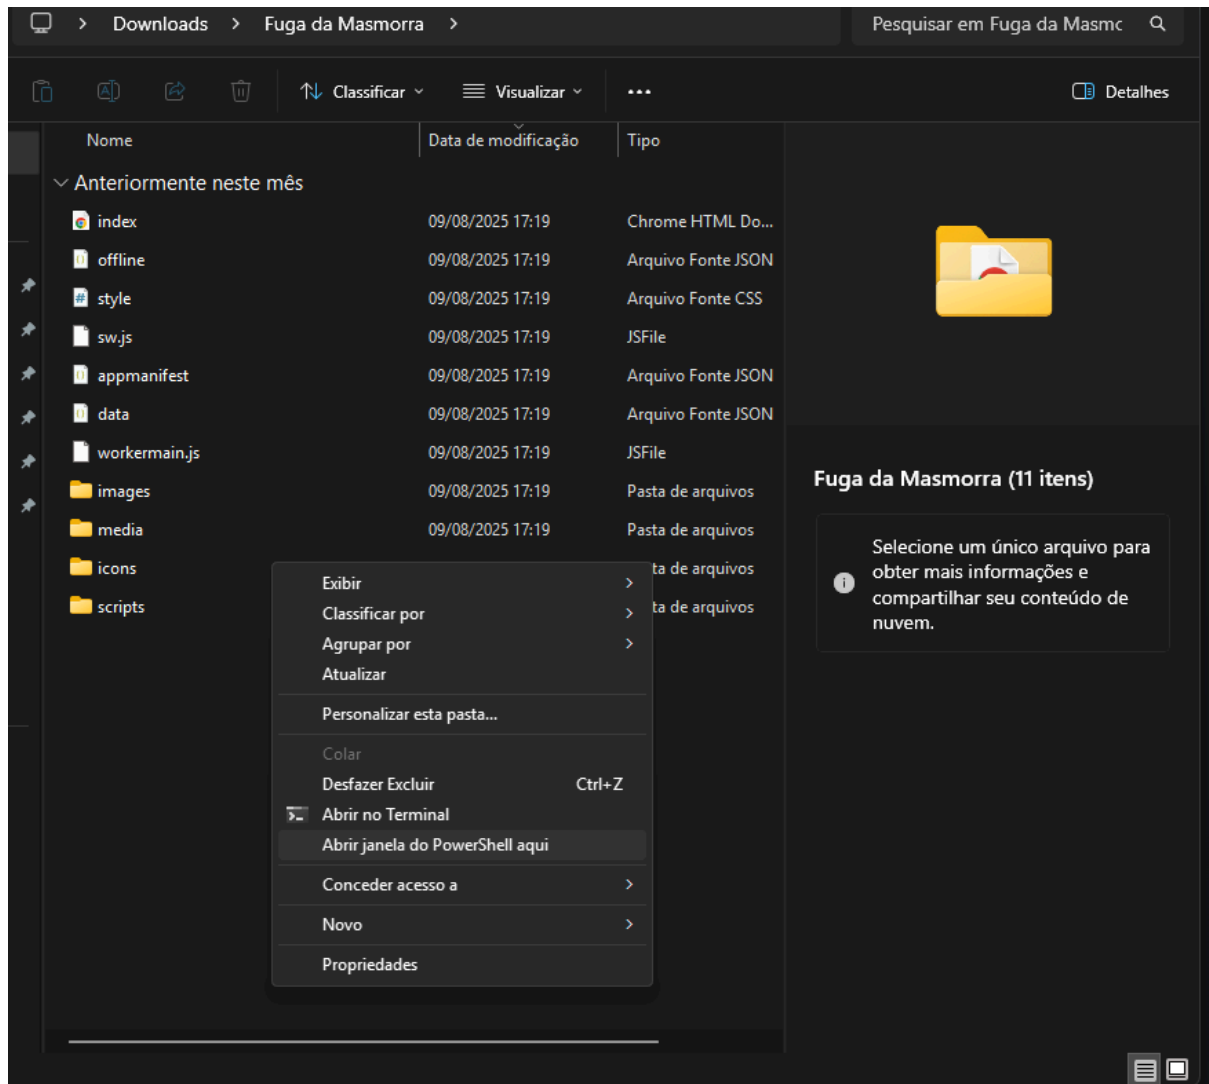 Downloads > Fuga da Masmorra > Pesquisar em Fuga da Masmc
Classificar Visualizar ••• Detalhes
Nome Data de modificação Tipo
Anteriormente neste mês
index 09/08/2025 17:19 Chrome HTML Do...
offline 09/08/2025 17:19 Arquivo Fonte JSON
style 09/08/2025 17:19 Arquivo Fonte CSS
sw.js 09/08/2025 17:19 JSFile
appmanifest 09/08/2025 17:19 Arquivo Fonte JSON
data 09/08/2025 17:19 Arquivo Fonte JSON
workermain.js 09/08/2025 17:19 JSFile
images 09/08/2025 17:19 Pasta de arquivos
media 09/08/2025 17:19 Pasta de arquivos
icons ta de arquivos
scripts ta de arquivos
Exibir
Classificar por
Agrupar por
Atualizar
Personalizar esta pasta...
Colar
Desfazer Excluir Ctrl+Z
Abrir no Terminal
Abrir janela do PowerShell aqui
Conceder acesso a
Novo
Propriedades
Fuga da Masmorra (11 itens)
Selecione um único arquivo para
obter mais informações e
compartilhar seu conteúdo de
nuvem.